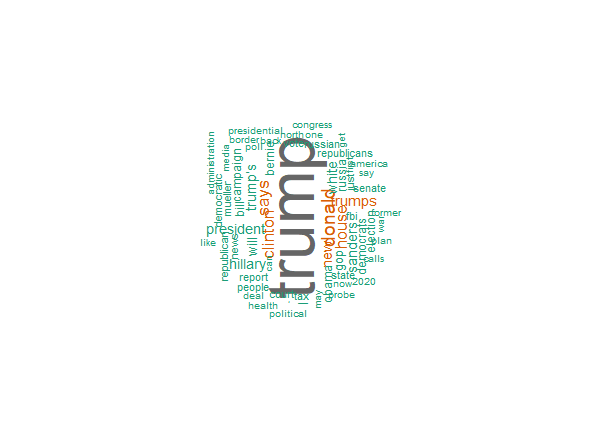 congress
presidential
north one
border back vote russian get
poll
republicans
administration
media
campaign
bernie
trump
white
russia
just
america
say
senate
democratic
mueller
bill
trump's
says
donald
trumps
president
clinton
house
fbi
former
war
like
republican
news
will
new
gop
sanders
democrats
election
plan
hillary
can
calls
report
obama
state
now
2020
people
deal
court
tax
may
probe
health
political